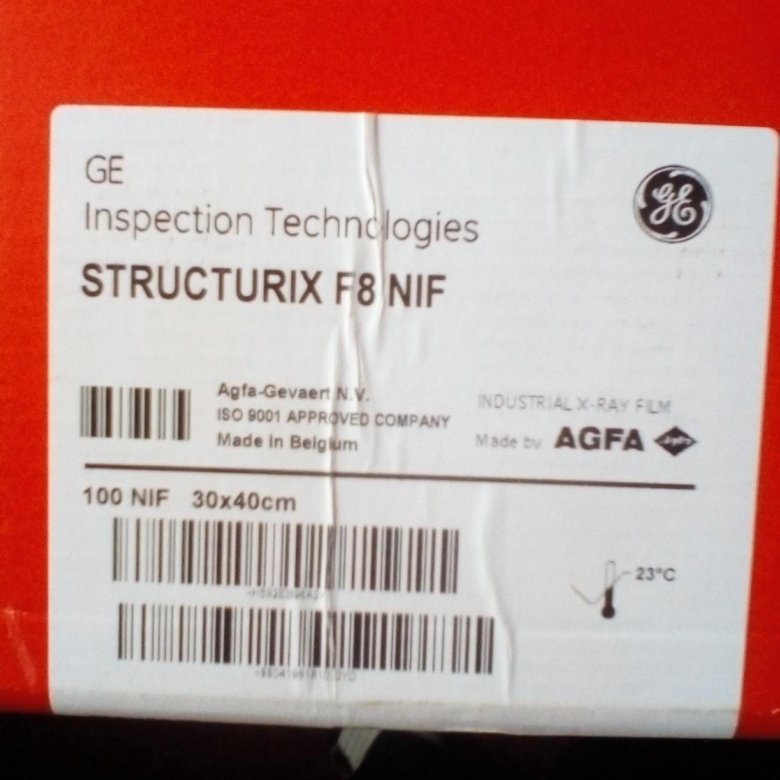 GE
Inspection Technologies
STRUCTURIX F8 NIF
GE
Agfa-Gevaert N.V.
ISO 9001 APPROVED COMPANY
Made in Belgium
INDUSTRIAL X-RAY FILM
Made by AGFA
100 NIF 30x40cm
23°C